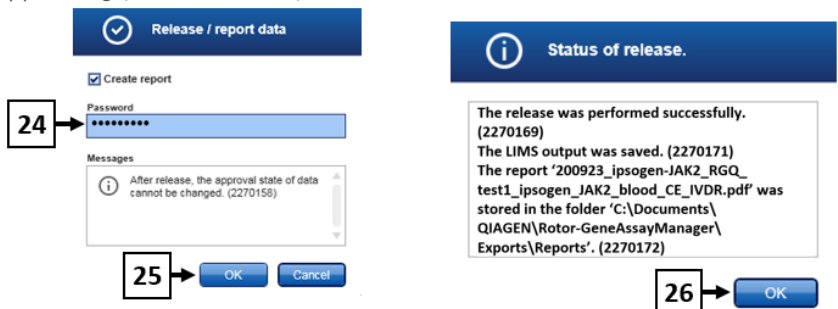 Release / report data
Create report
Password
24
•••••••••
Messages
After release, the approval state of data
cannot be changed. (2270158)
25
OK
Cancel
Status of release.
The release was performed successfully.
(2270169)
The LIMS output was saved. (2270171)
The report ‘200923_ipsogen-JAK2_RGQ_
test1_ipsogen_JAK2_blood_CE_IVDR.pdf’ was
stored in the folder ‘C:\Documents\
QIAGEN\Rotor-GeneAssayManager\
Exports\Reports’. (2270172)
26
OK